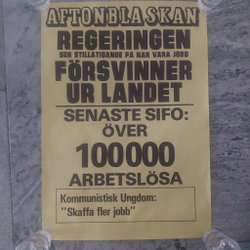 AFTONBLASKAN
REGERINGEN
SER STILLATIGANDE PÅ NÄR VÅRA JOBB
FÖRSVINNER
UR LANDET
SENASTE SIFO:
ÖVER
100000
ARBETSLÖSA
Kommunistisk Ungdom:
"Skaffa fler jobb"